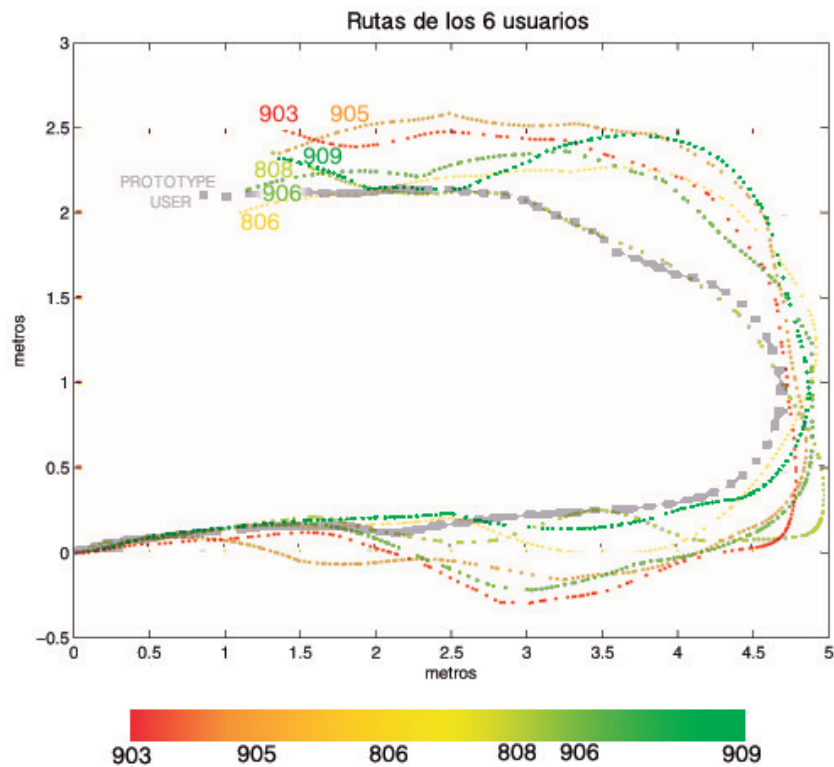 Rutas de los 6 usuarios
3
2.5
2
1.5
1
0.5
0
−0.5
metros
903
905
909
808
PROTOTYPE
USER
906
806
0 0.5 1 1.5 2 2.5 3 3.5 4 4.5 5
metros
903 905 806 808 906 909